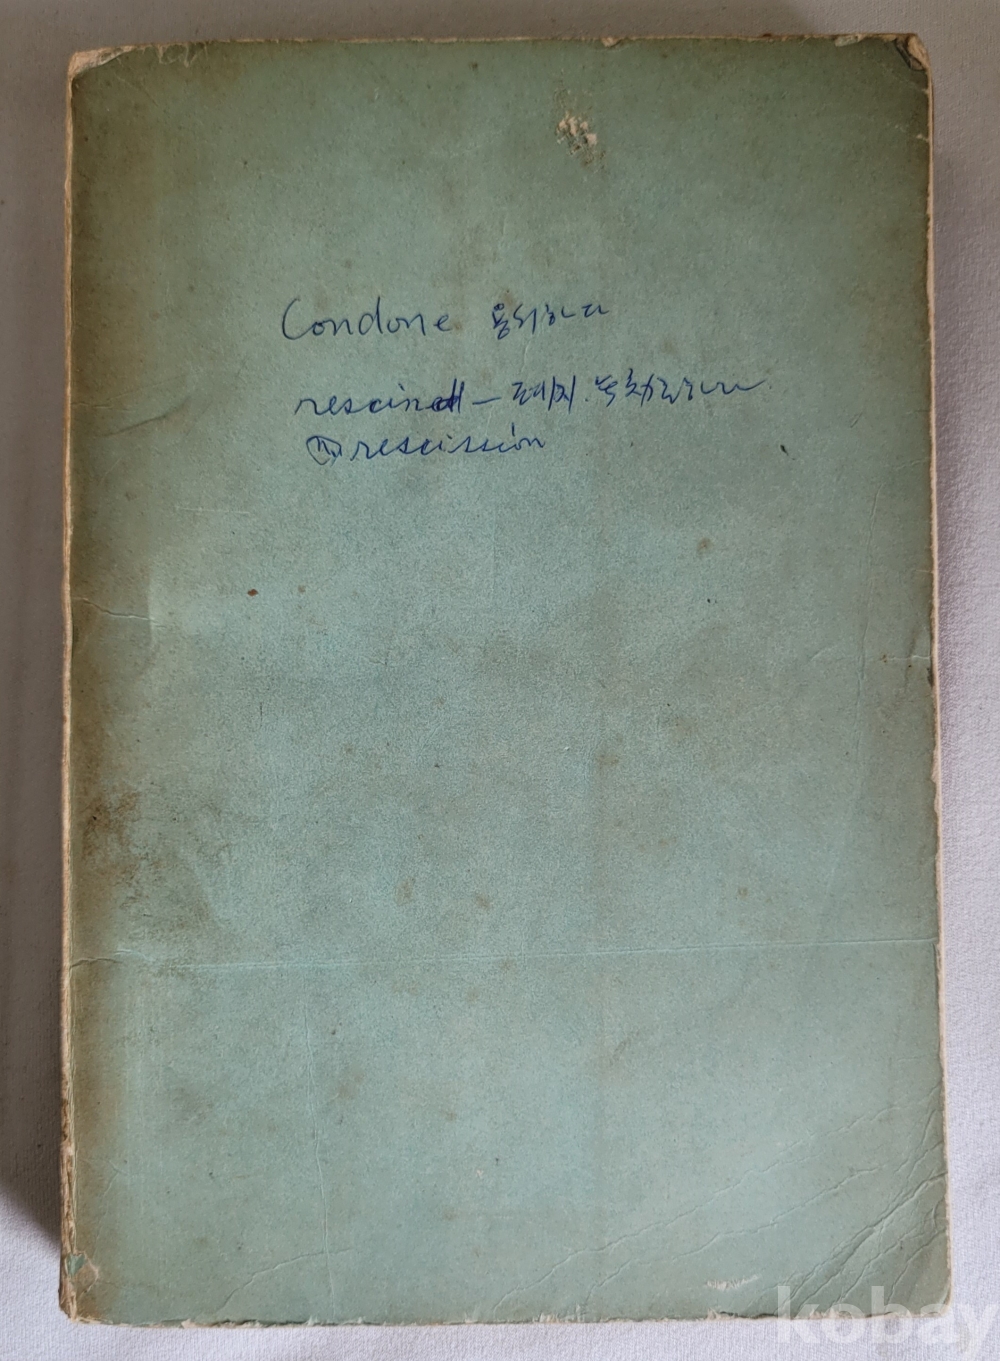 Condone 용서하다
rescind — 폐지.
(n) rescission
kobay